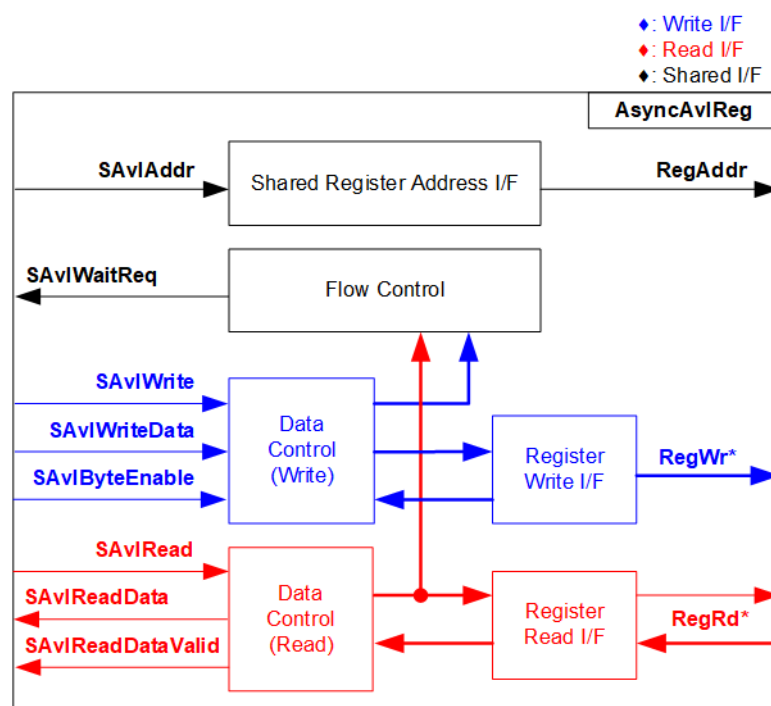 ♦: Write I/F
♦: Read I/F
♦: Shared I/F
AsyncAvlReg
SAvlAddr
Shared Register Address I/F
RegAddr
SAvlWaitReq
Flow Control
SAvlWrite
SAvlWriteData
SAvlByteEnable
Data
Control
(Write)
Register
Write I/F
RegWr*
SAvlRead
SAvlReadData
SAvlReadDataValid
Data
Control
(Read)
Register
Read I/F
RegRd*